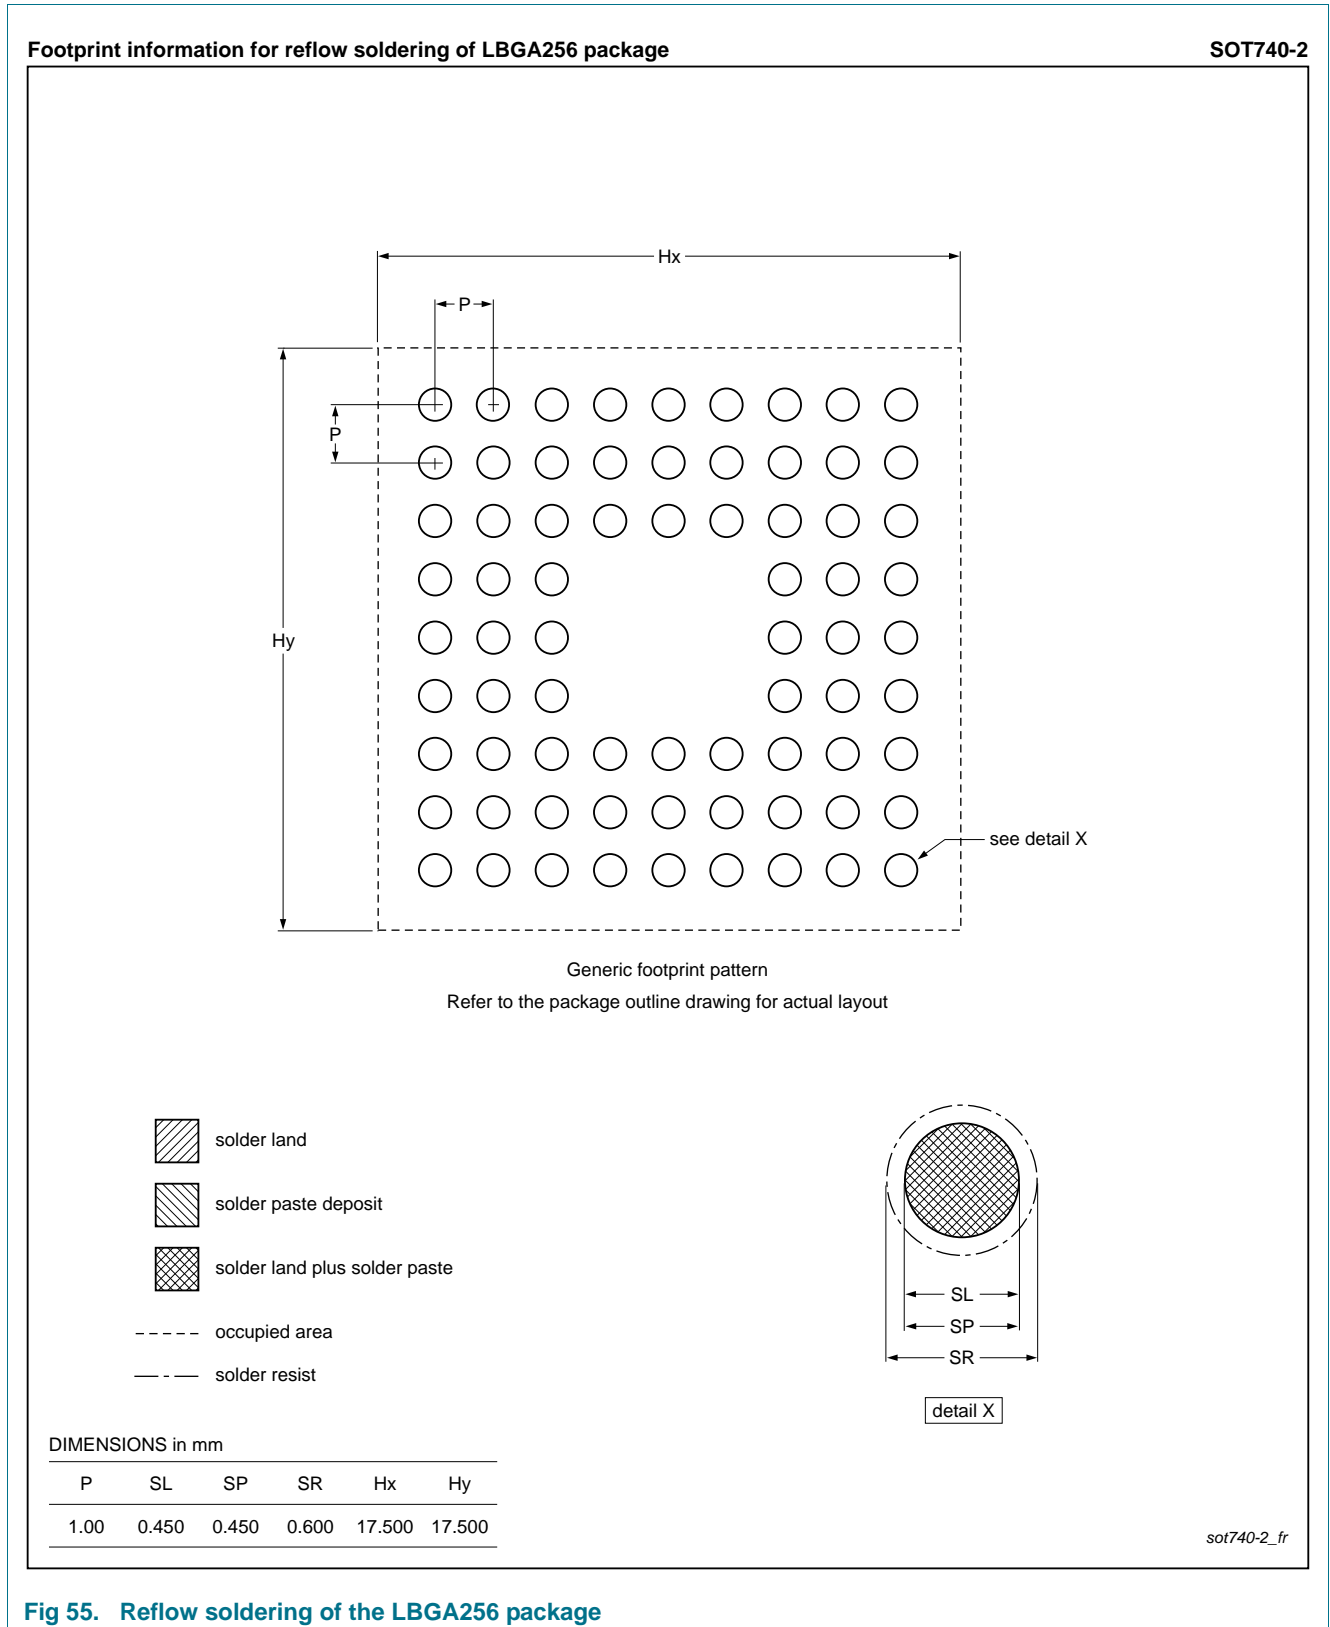 Footprint information for reflow soldering of LBGA256 package SOT740-2
Hx
P
P
Hy
see detail X
Generic footprint pattern
Refer to the package outline drawing for actual layout
solder land
solder paste deposit
solder land plus solder paste
occupied area
solder resist
SL
SP
SR
detail X
DIMENSIONS in mm
P SL SP SR Hx Hy
1.00 0.450 0.450 0.600 17.500 17.500
sot740-2_fr
Fig 55. Reflow soldering of the LBGA256 package